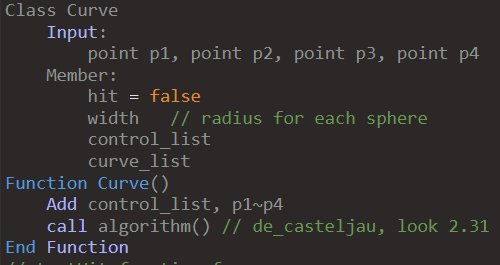 Class Curve
Input:
point p1, point p2, point p3, point p4
Member:
hit = false
width // radius for each sphere
control_list
curve_list
Function Curve()
Add control_list, p1~p4
call algorithm() // de_casteljau, look 2.31
End Function